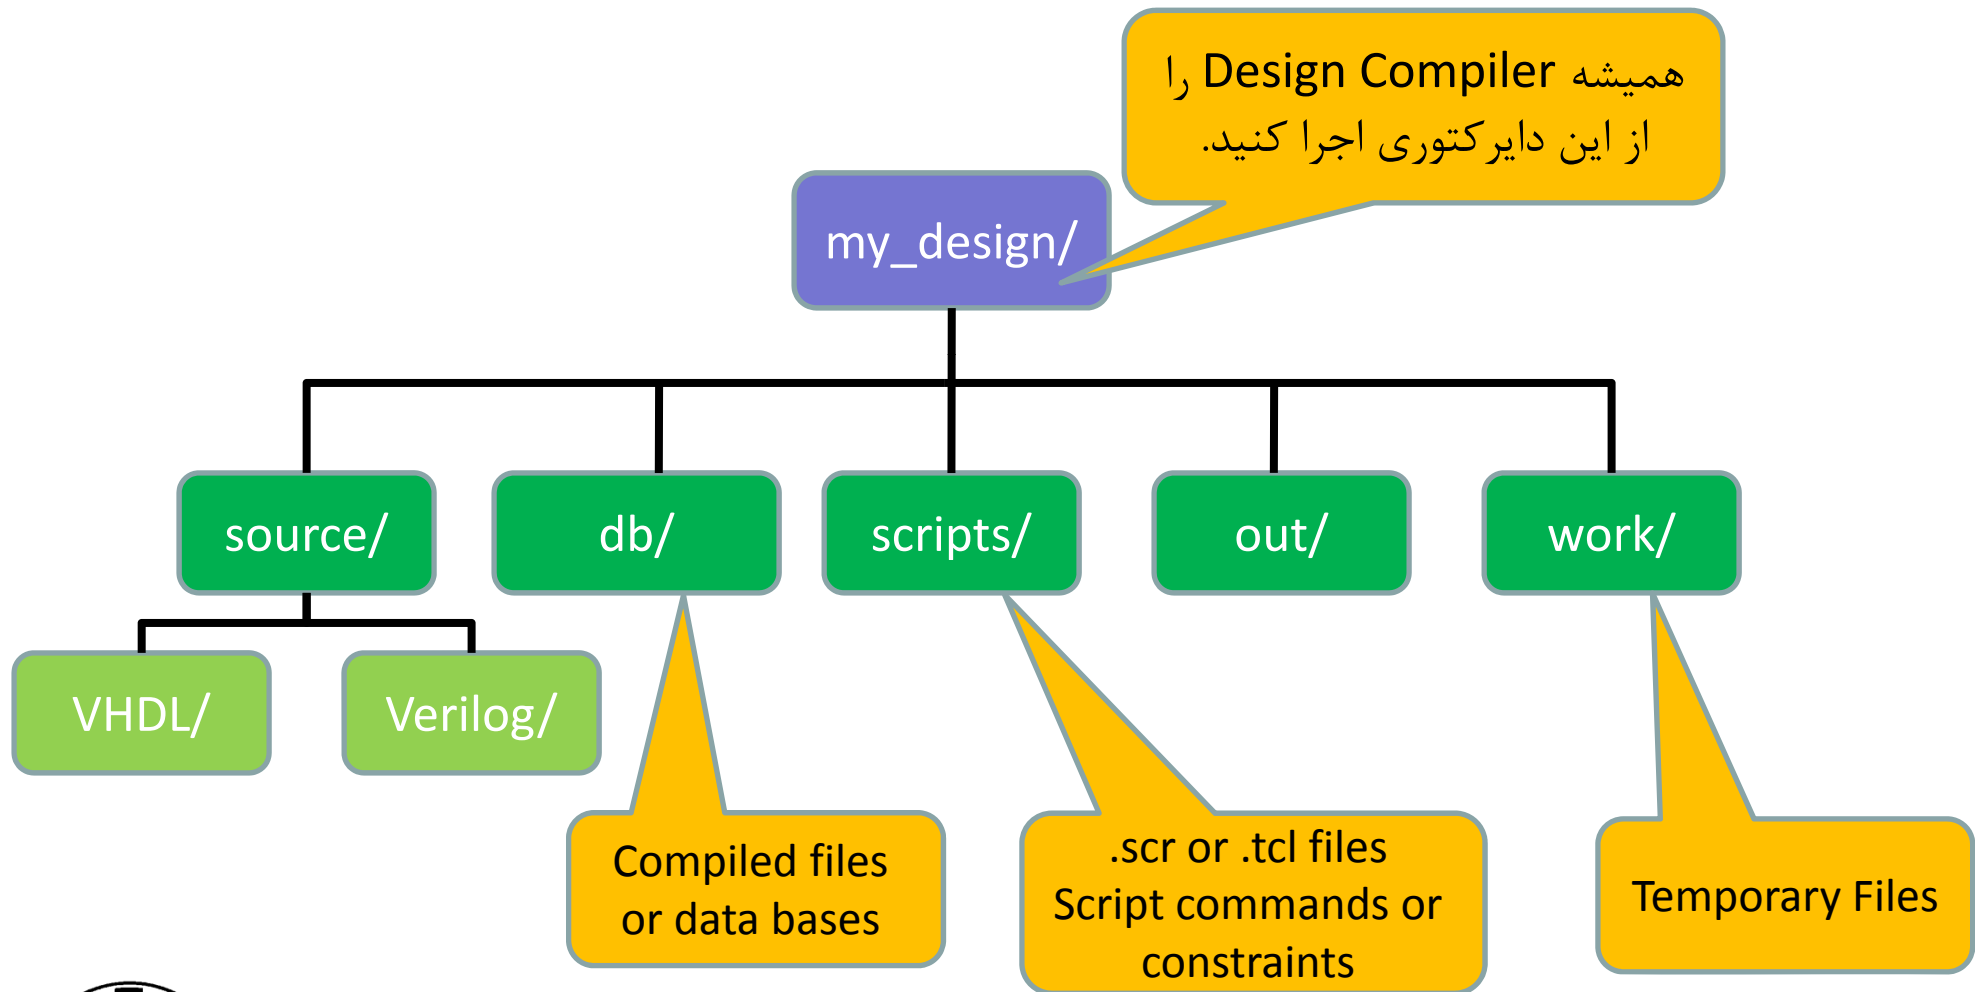 همیشه Design Compiler را
از این دایرکتوری اجرا کنید.
my_design/
source/
db/
scripts/
out/
work/
VHDL/
Verilog/
Compiled files
or data bases
.scr or .tcl files
Script commands or
constraints
Temporary Files